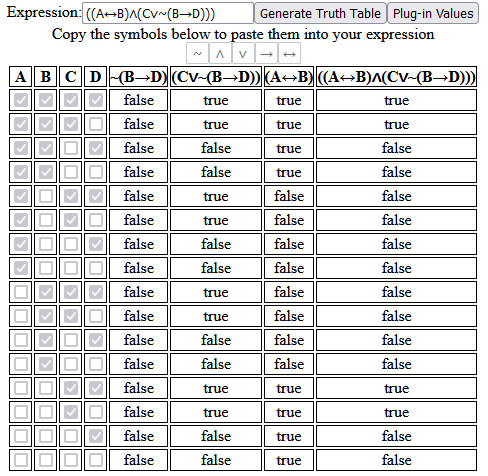 Expression: ((A↔B)∧(C∨~(B→D))) Generate Truth Table Plug-in Values
Copy the symbols below to paste them into your expression
~ ∧ ∨ → ↔
A B C D ~(B→D) (C∨~(B→D)) (A↔B) ((A↔B)∧(C∨~(B→D)))
false true true true
false true true true
false false true false
false false true false
false true false false
false true false false
false false false false
false false false false
false true false false
false true false false
false false false false
false false false false
false true true true
false true true true
false false true false
false false true false